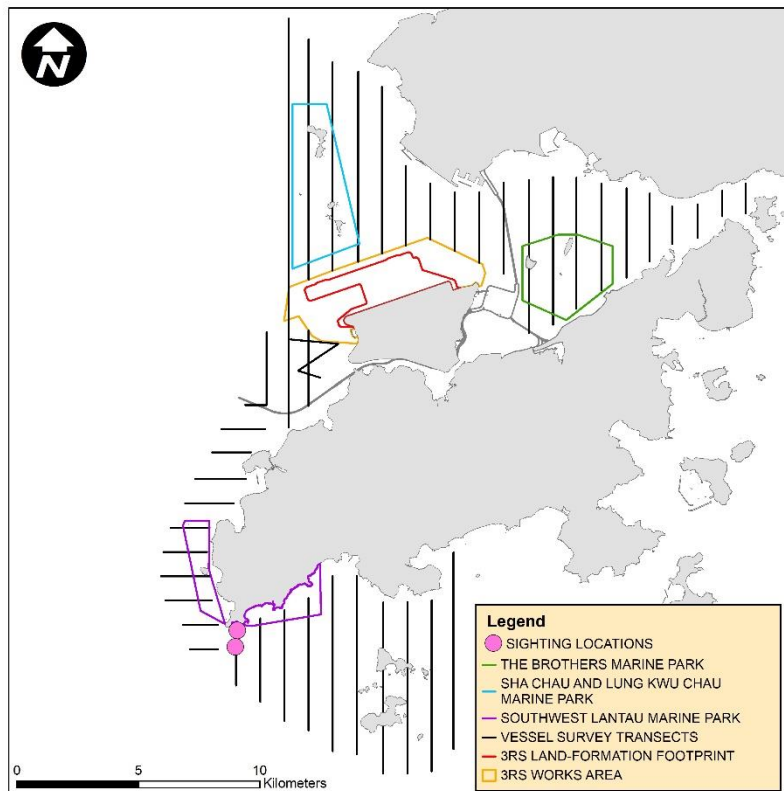 N
Legend
SIGHTING LOCATIONS
THE BROTHERS MARINE PARK
SHA CHAU AND LUNG KWU CHAU
MARINE PARK
SOUTHWEST LANTAU MARINE PARK
VESSEL SURVEY TRANSECTS
3RS LAND-FORMATION FOOTPRINT
3RS WORKS AREA
0 5 10
Kilometers